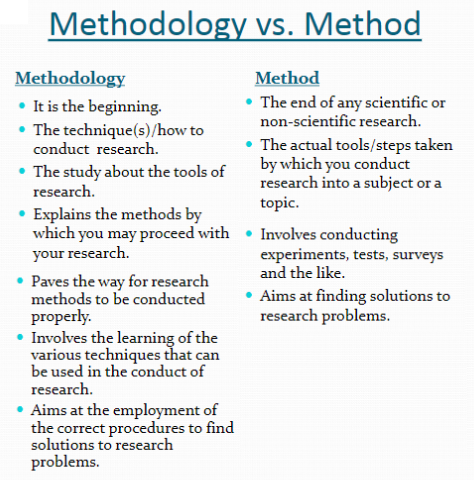 Methodology vs. Method
Methodology
• It is the beginning.
• The technique(s)/how to
conduct research.
• The study about the tools of
research.
• Explains the methods by
which you may proceed with
your research.
• Paves the way for research
methods to be conducted
properly.
• Involves the learning of the
various techniques that can
be used in the conduct of
research.
• Aims at the employment of
the correct procedures to find
solutions to research
problems.
Method
• The end of any scientific or
non-scientific research.
• The actual tools/steps taken
by which you conduct
research into a subject or a
topic.
• Involves conducting
experiments, tests, surveys
and the like.
• Aims at finding solutions to
research problems.